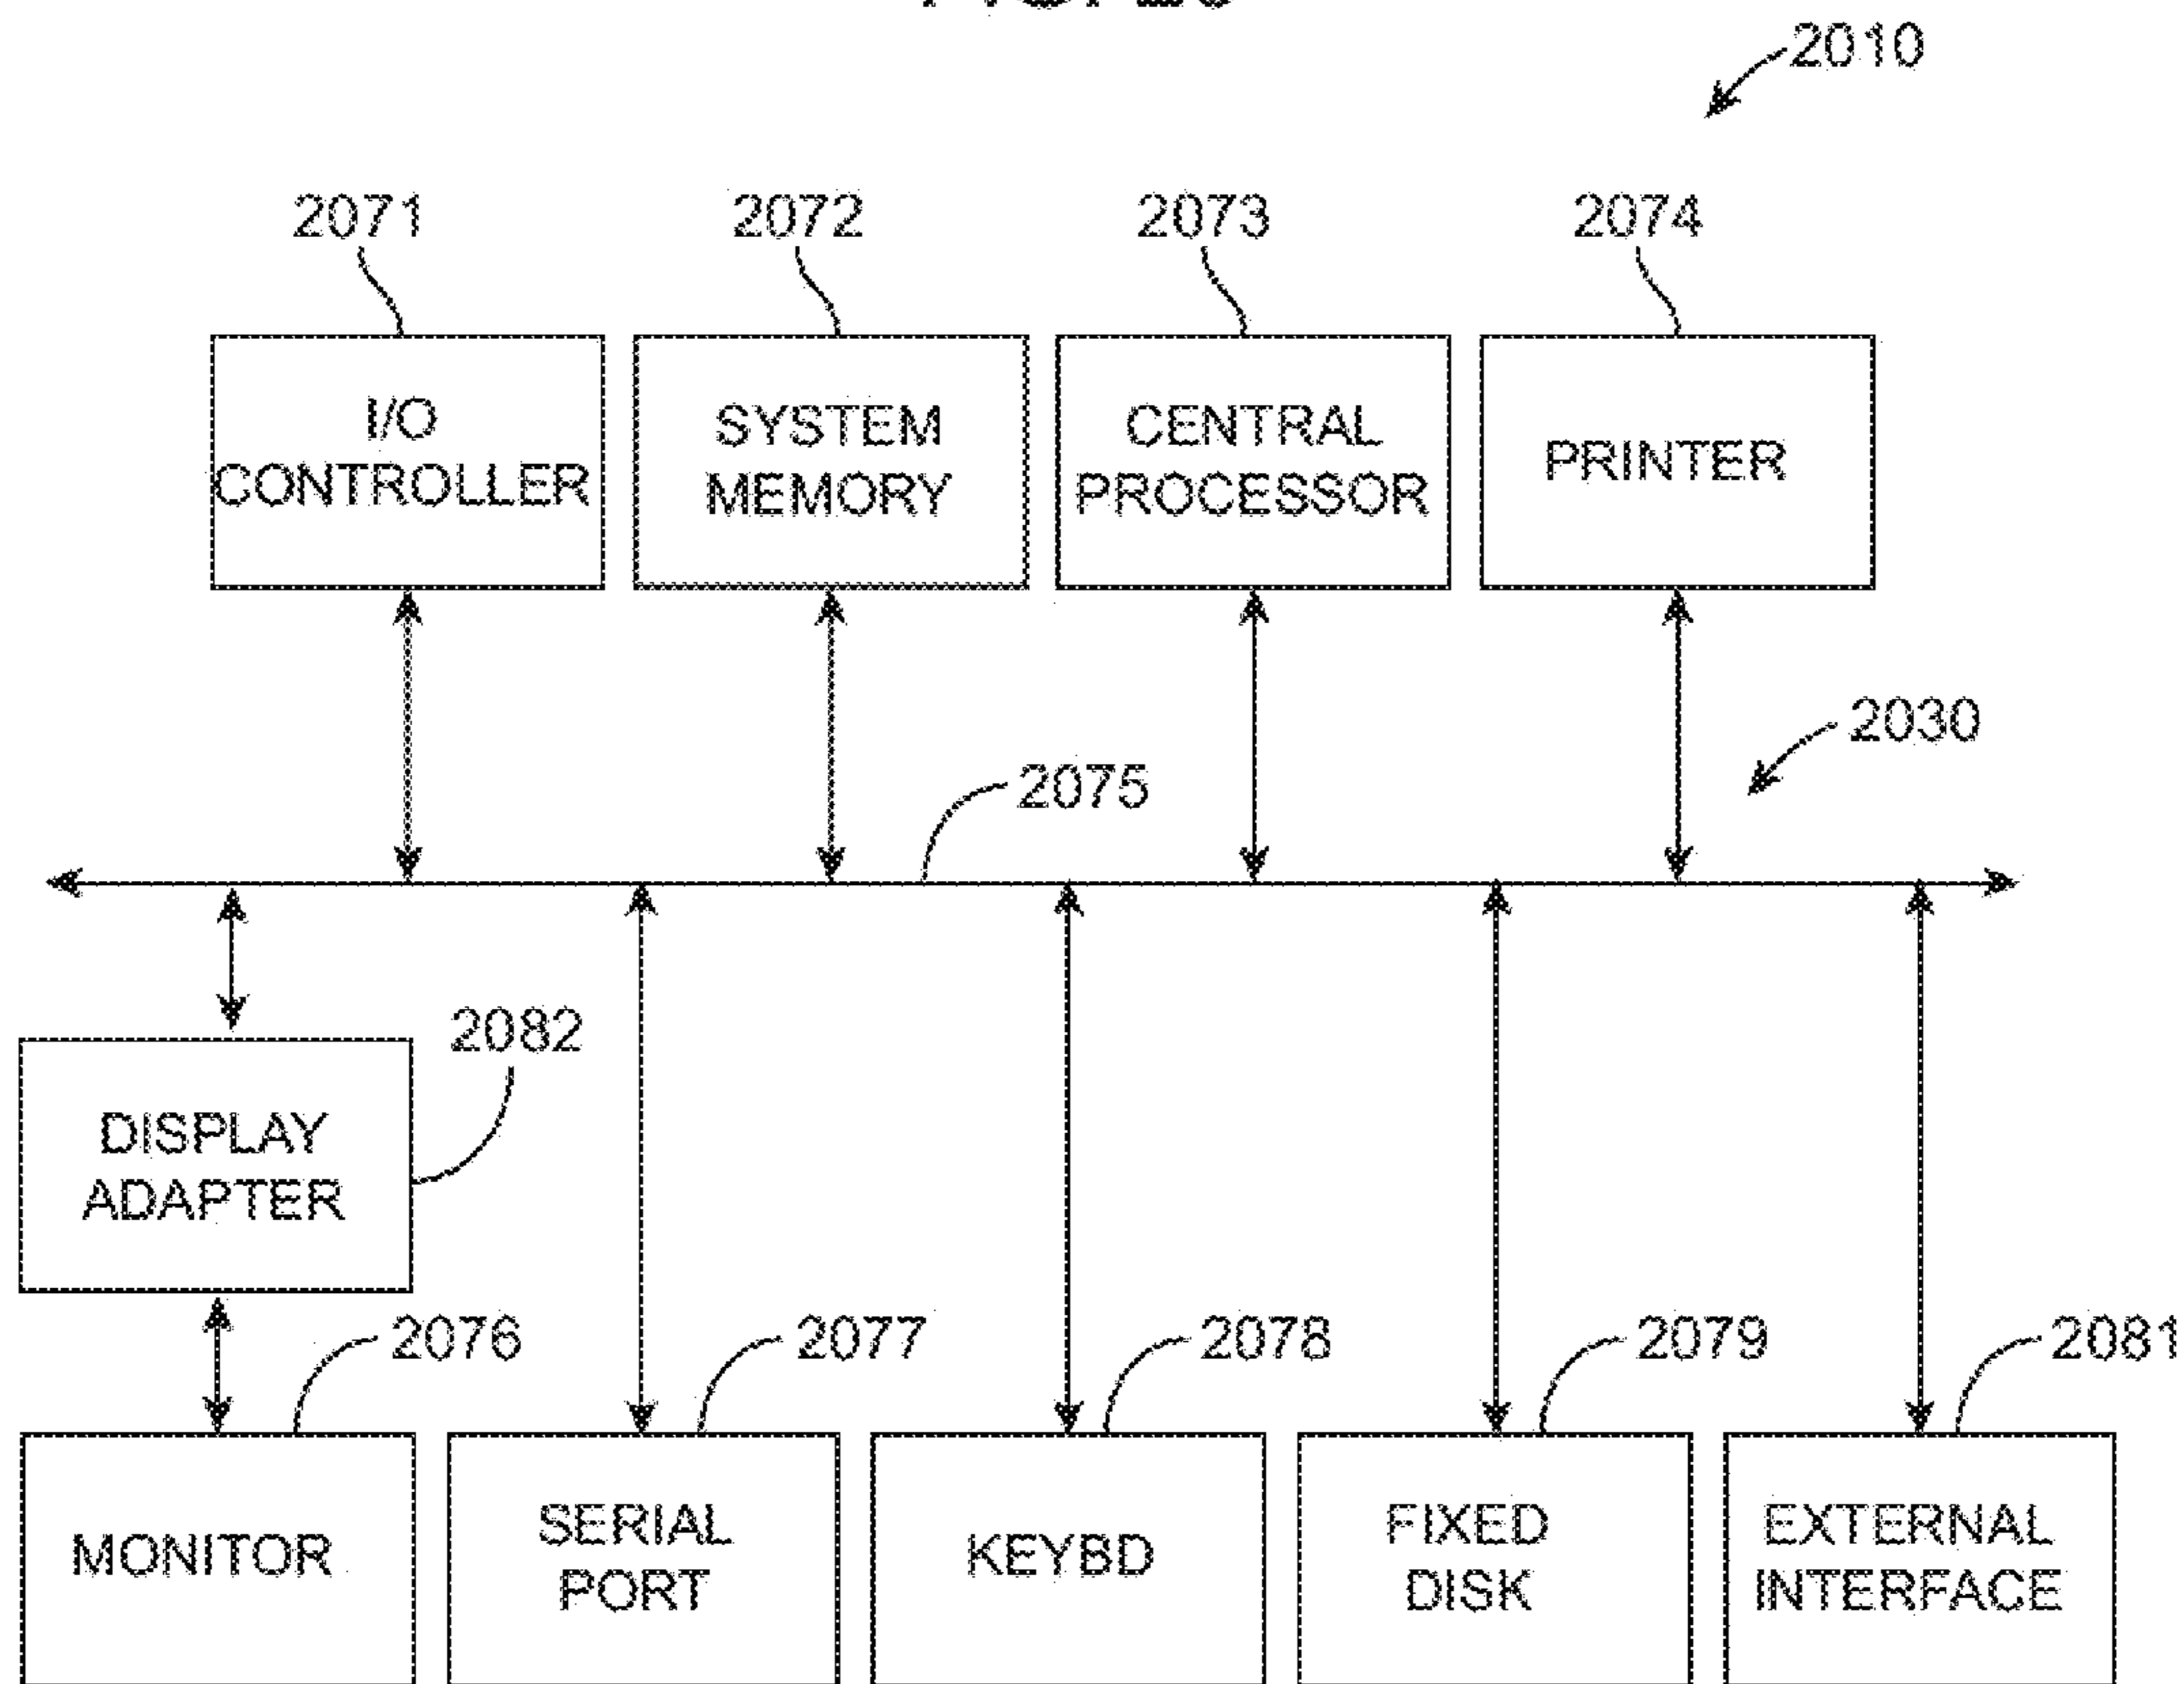 2010
2071
2072
2073
2074
I/O
CONTROLLER
SYSTEM
MEMORY
CENTRAL
PROCESSOR
PRINTER
2030
2075
2082
DISPLAY
ADAPTER
2076
2077
2078
2079
2081
MONITOR
SERIAL
PORT
KEYBD
FIXED
DISK
EXTERNAL
INTERFACE